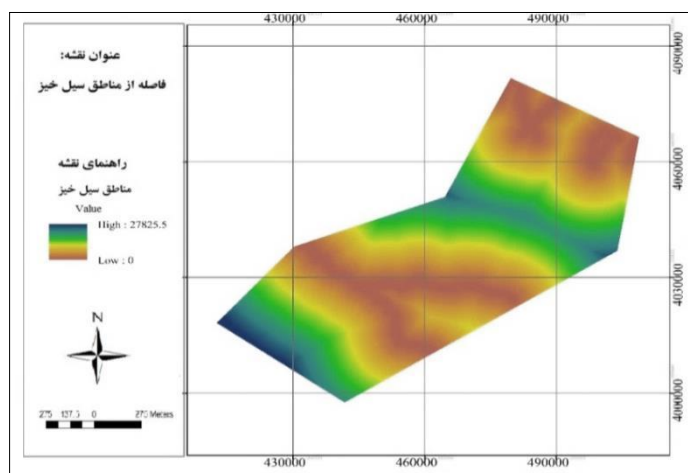 عنوان نقشه:
فاصله از مناطق سیل خیز
راهنمای نقشه
مناطق سیل خیز
Value
High : 27825.5
Low : 0
N
275 137.5 0 275 Meters
430000 460000 490000
4090000
4060000
4030000
4000000
430000 460000 490000